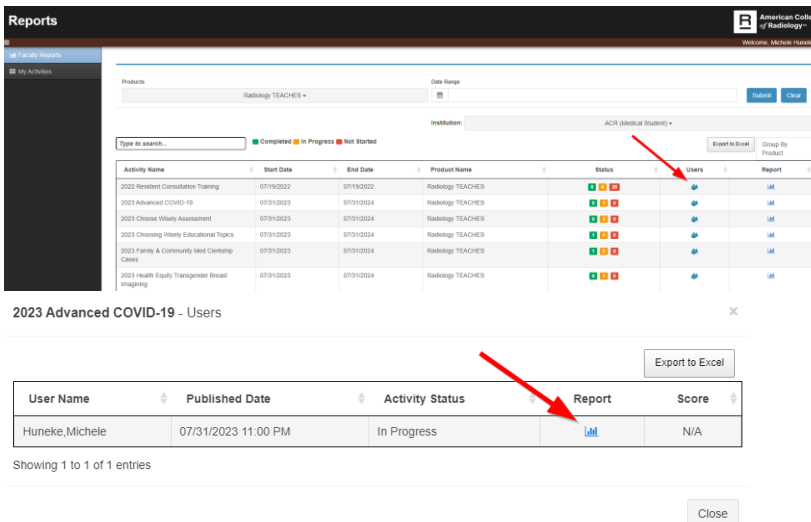 Reports
American Coll
of Radiology™
Welcome, Michele Hunek
Faculty Reports
My Activities
Products
Date Range
Radiology TEACHES
Submit Clear
Institution:
ACR (Medical Student)
Type to search...
Completed In Progress Not Started
Export to Excel
Group By
Product
Activity Name Start Date End Date Product Name Status Users Report
2022 Resident Consultation Training 07/19/2022 07/19/2022 Radiology TEACHES
2023 Advanced COVID-19 07/31/2023 07/31/2024 Radiology TEACHES
2023 Choose Wisely Assessment 07/31/2023 07/31/2024 Radiology TEACHES
2023 Choosing Wisely Educational Topics 07/31/2023 07/31/2024 Radiology TEACHES
2023 Family & Community Med Clerkship 07/31/2023 07/31/2024 Radiology TEACHES
Cases
2023 Health Equity Transgender Breast 07/31/2023 07/31/2024 Radiology TEACHES
Imagining
2023 Advanced COVID-19 - Users
×
Export to Excel
User Name Published Date Activity Status Report Score
Huneke,Michele 07/31/2023 11:00 PM In Progress N/A
Showing 1 to 1 of 1 entries
Close